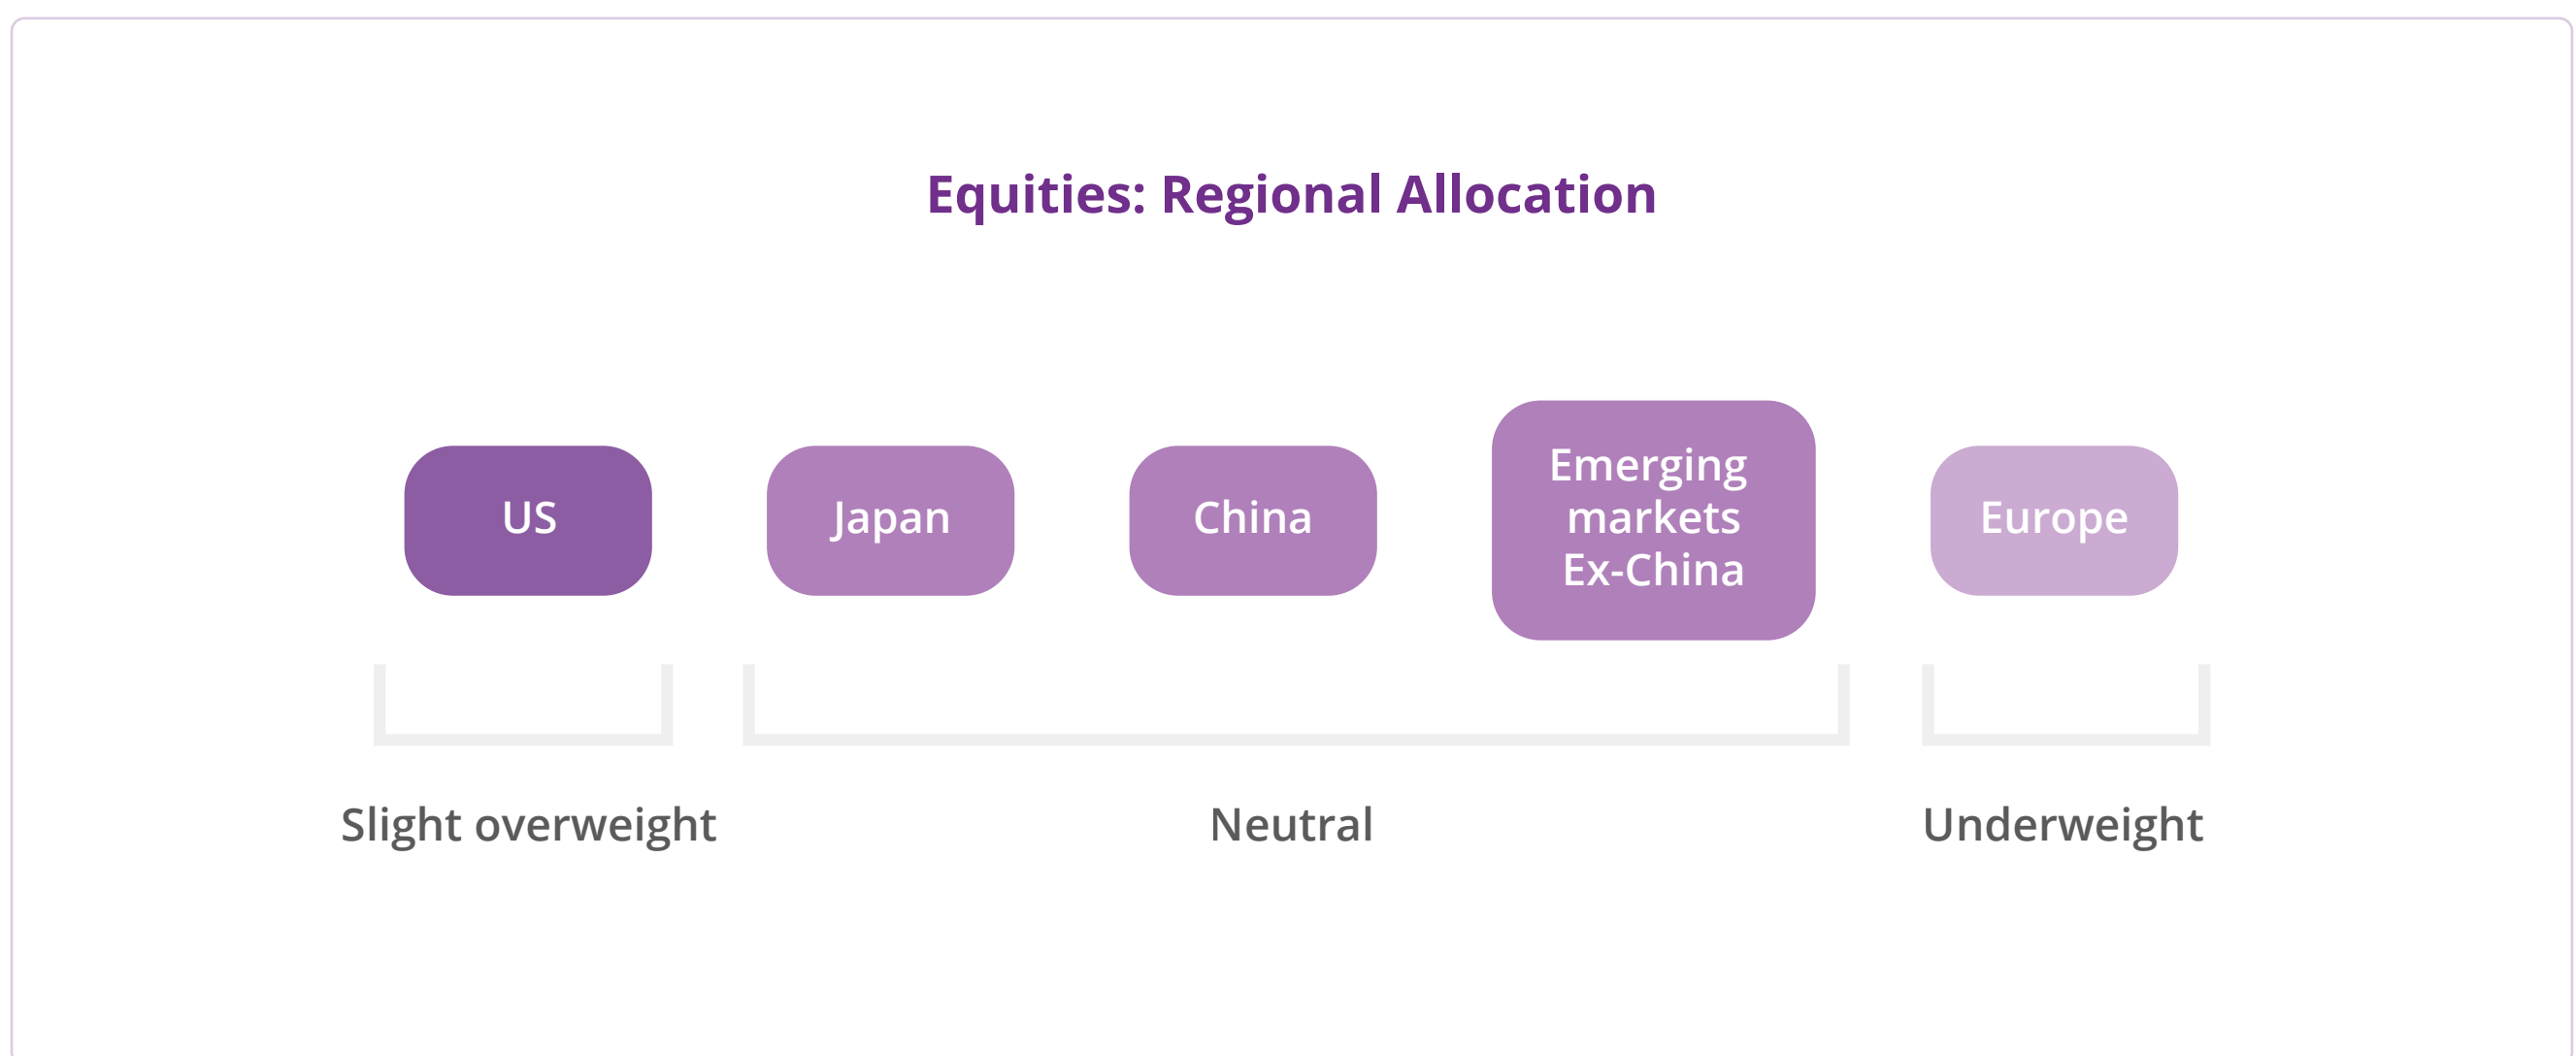 Equities: Regional Allocation
US
Japan
China
Emerging
markets
Ex-China
Europe
Slight overweight
Neutral
Underweight